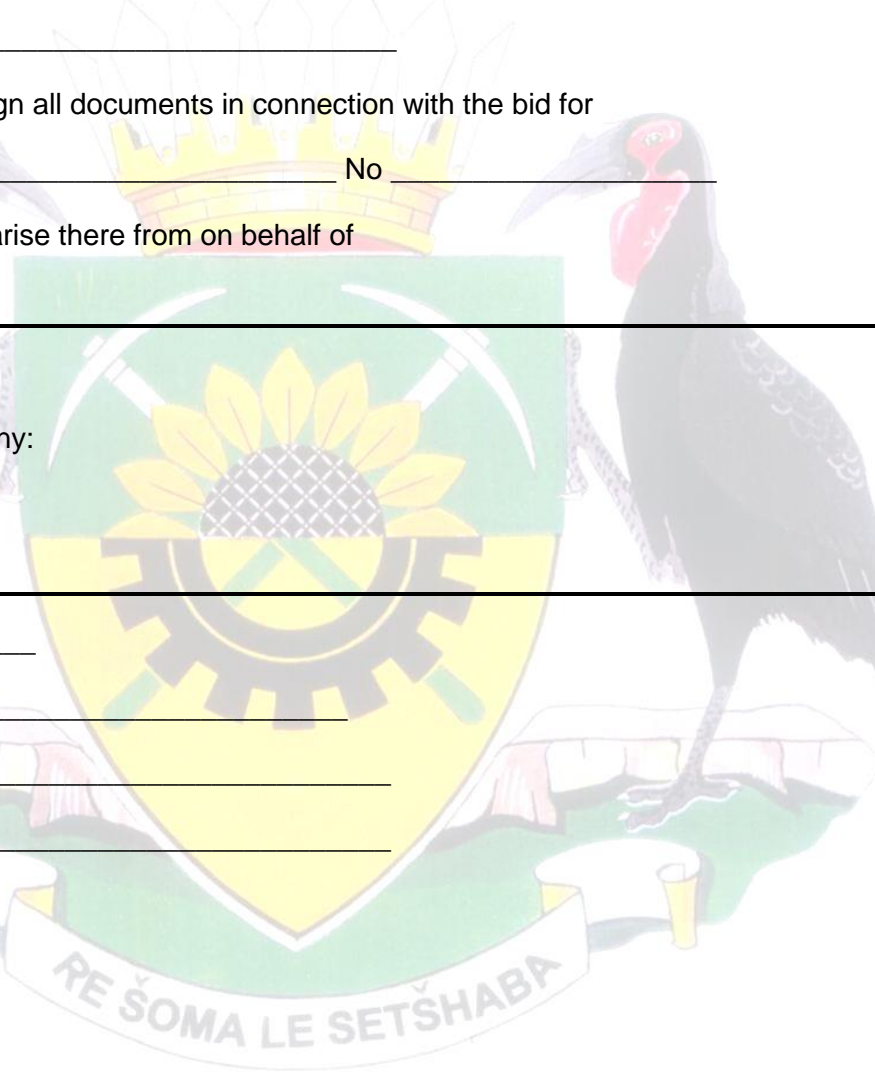 gn all documents in connection with the bid for
No
arise there from on behalf of
ny:
RE ŠOMA LE SETŠHABA